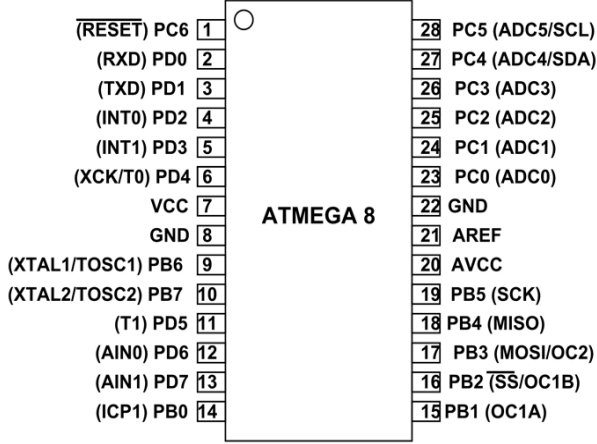 (RESET) PC6 1
(RXD) PD0 2
(TXD) PD1 3
(INT0) PD2 4
(INT1) PD3 5
(XCK/T0) PD4 6
VCC 7
GND 8
(XTAL1/TOSC1) PB6 9
(XTAL2/TOSC2) PB7 10
(T1) PD5 11
(AIN0) PD6 12
(AIN1) PD7 13
(ICP1) PB0 14
ATMEGA 8
28 PC5 (ADC5/SCL)
27 PC4 (ADC4/SDA)
26 PC3 (ADC3)
25 PC2 (ADC2)
24 PC1 (ADC1)
23 PC0 (ADC0)
22 GND
21 AREF
20 AVCC
19 PB5 (SCK)
18 PB4 (MISO)
17 PB3 (MOSI/OC2)
16 PB2 (SS/OC1B)
15 PB1 (OC1A)